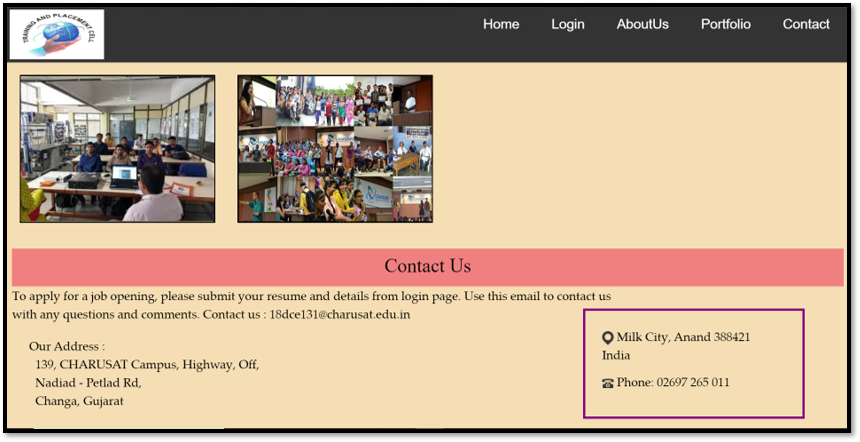 TRAINING AND PLACEMENT CELL
Home Login AboutUs Portfolio Contact
Contact Us
To apply for a job opening, please submit your resume and details from login page. Use this email to contact us
with any questions and comments. Contact us : 18dce131@charusat.edu.in
Our Address :
139, CHARUSAT Campus, Highway, Off,
Nadiad - Petlad Rd,
Changa, Gujarat
Milk City, Anand 388421
India
Phone: 02697 265 011